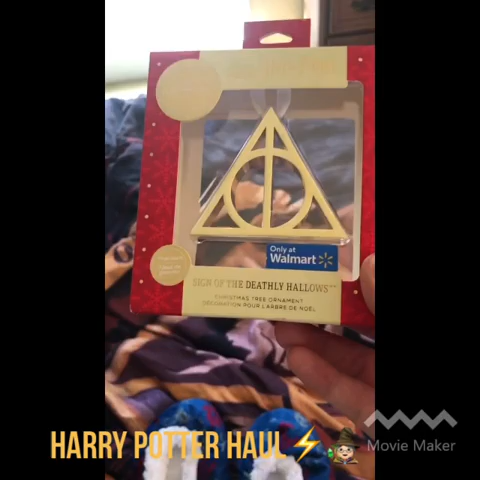 Only at
Walmart
SIGN OF THE DEATHLY HALLOWS™
CHRISTMAS TREE ORNAMENT
DÉCORATION POUR L'ARBRE DE NOËL
HARRY POTTER HAUL⚡🧙
Movie Maker